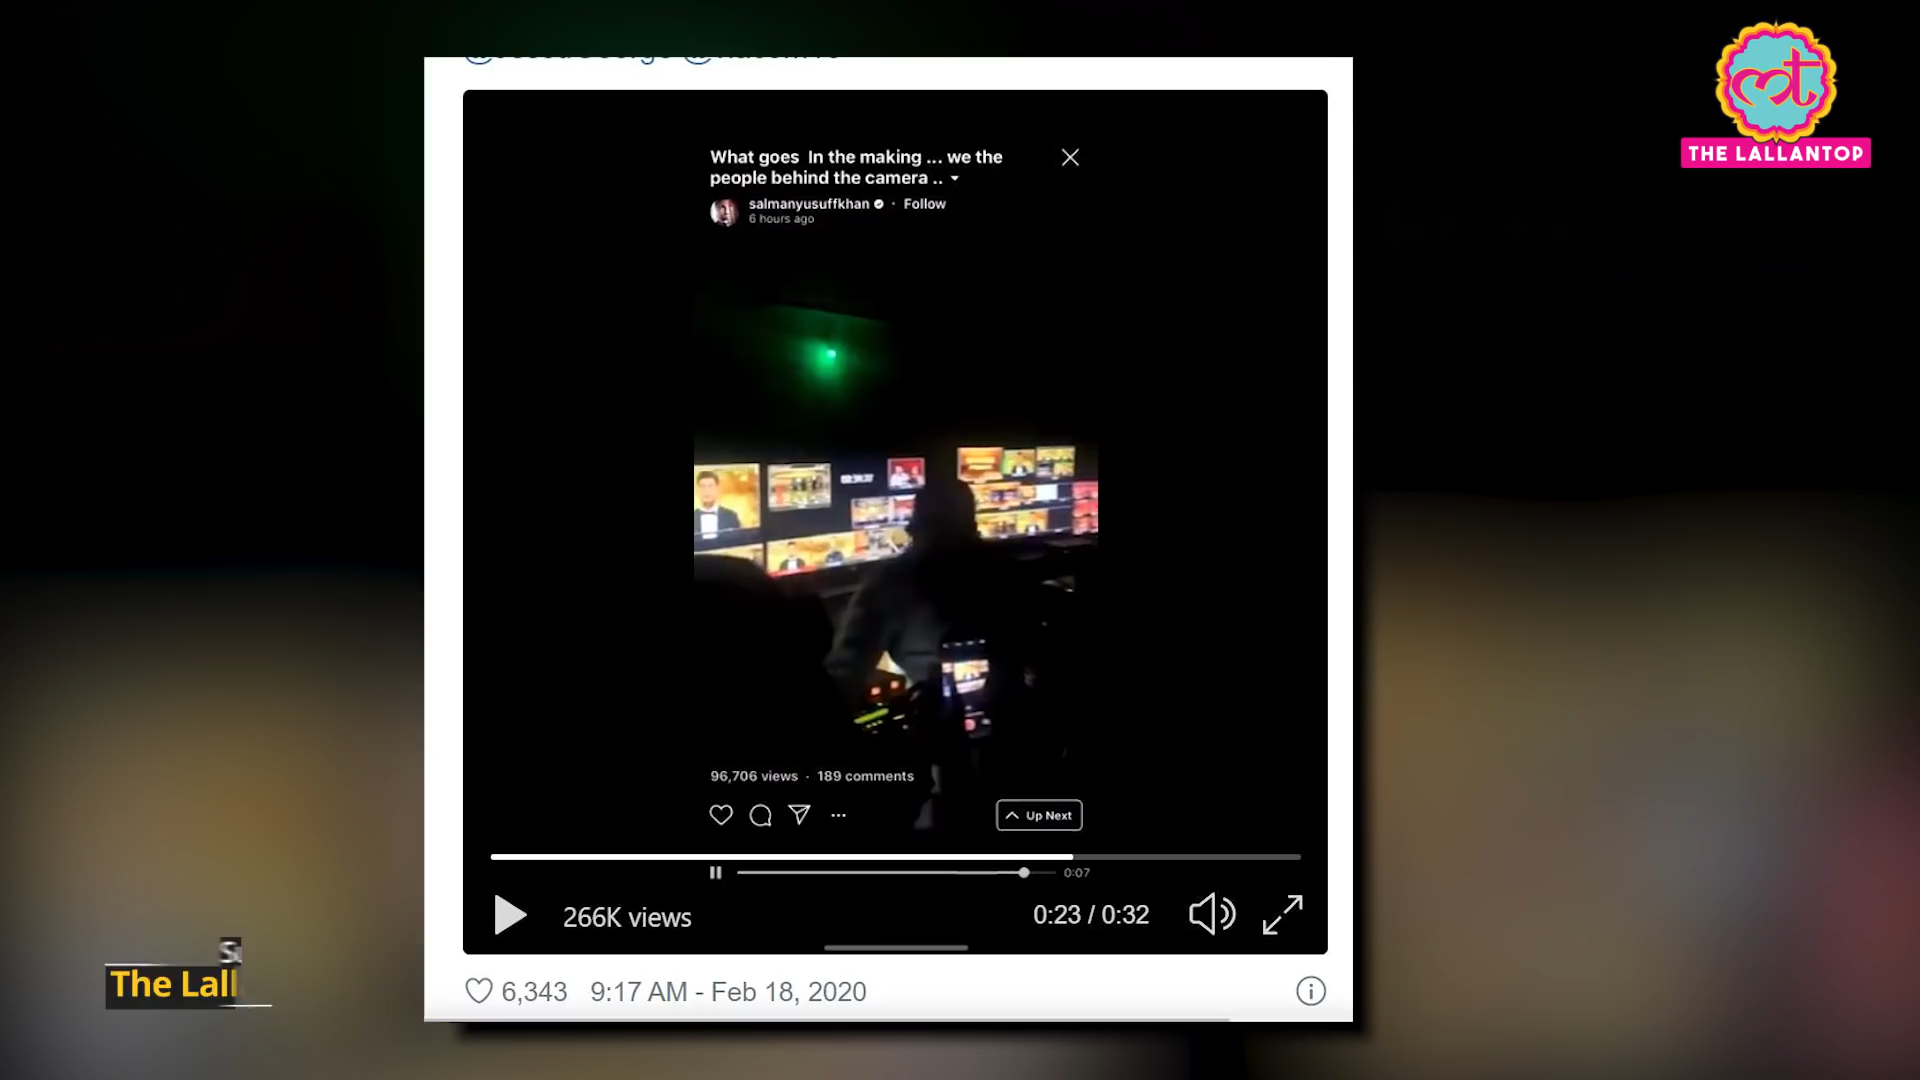 THE LALLANTOP
What goes In the making ... we the
people behind the camera ..
salmanyusuffkhan · Follow
6 hours ago
96,706 views · 189 comments
Up Next
0:07
266K views
0:23 / 0:32
The Lall
6,343 9:17 AM - Feb 18, 2020